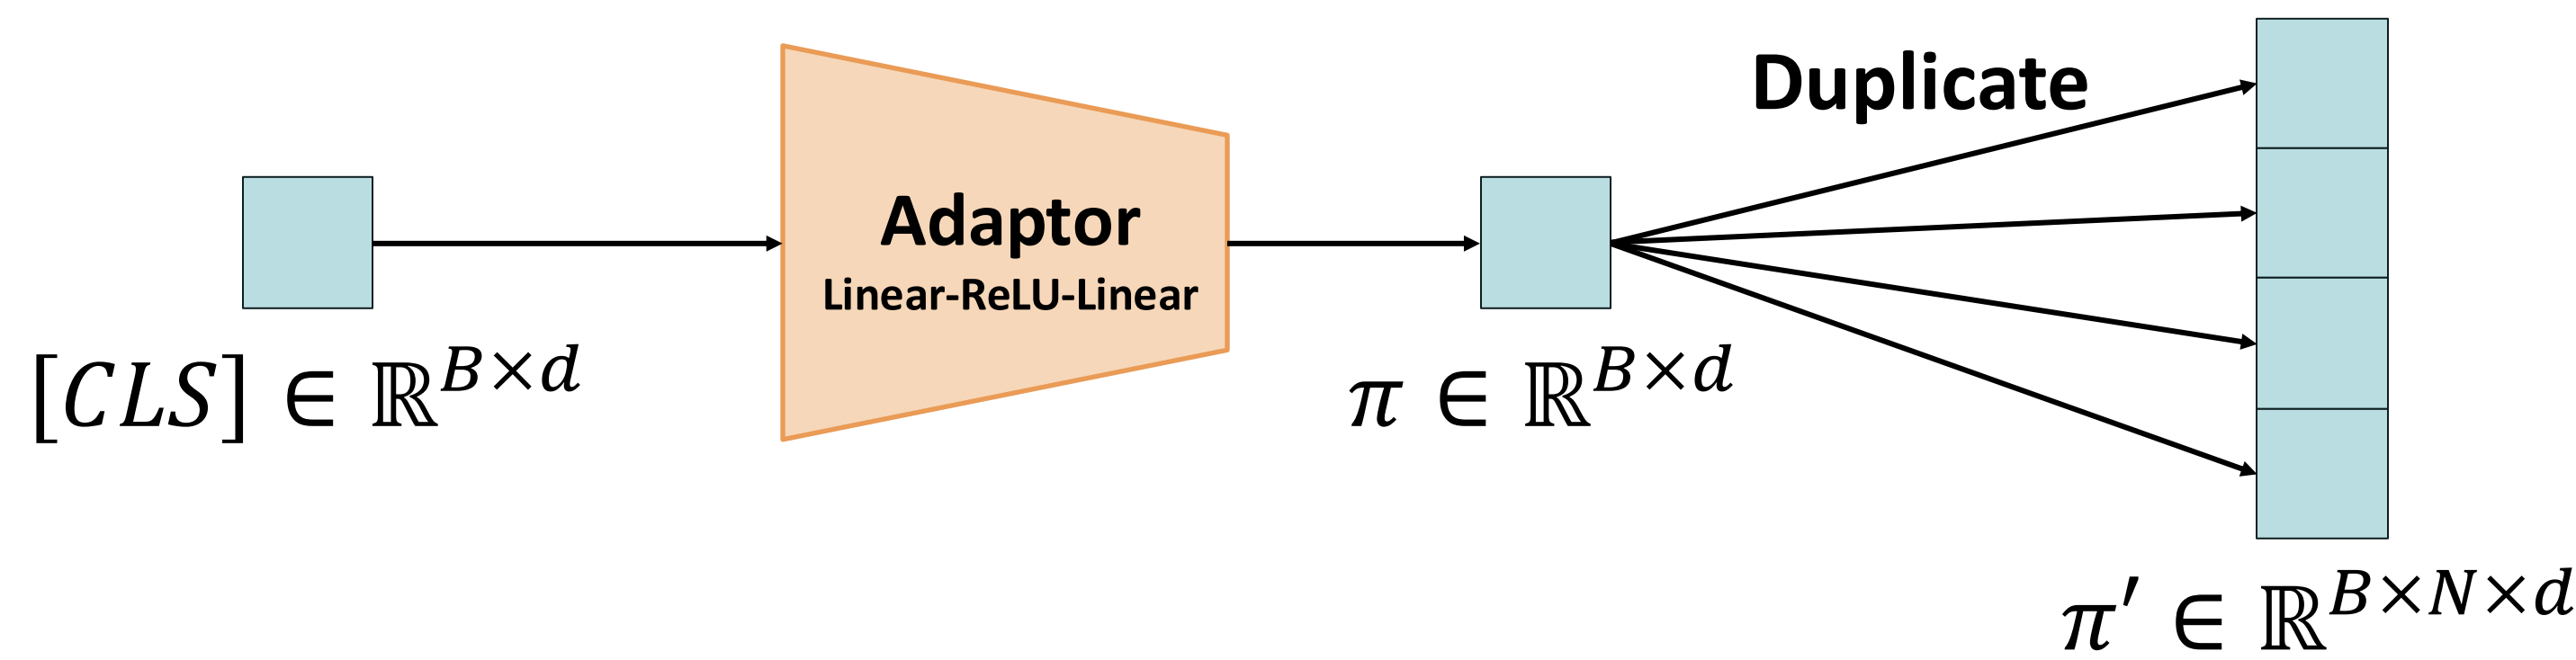 Duplicate
Adaptor
Linear-ReLU-Linear
[CLS] ∈ ℝ^{B×d}
π ∈ ℝ^{B×d}
π′ ∈ ℝ^{B×N×d}